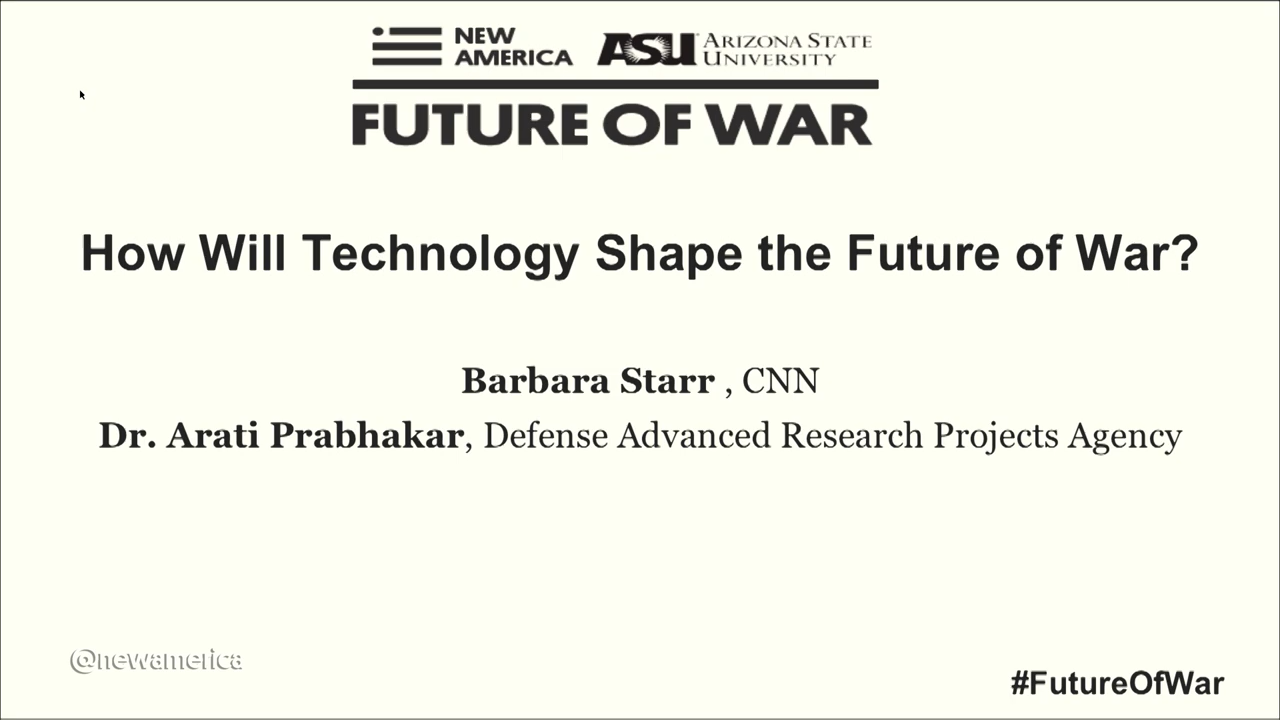 NEW AMERICA
ASU ARIZONA STATE UNIVERSITY
FUTURE OF WAR
How Will Technology Shape the Future of War?
Barbara Starr , CNN
Dr. Arati Prabhakar, Defense Advanced Research Projects Agency
@newamerica
#FutureOfWar